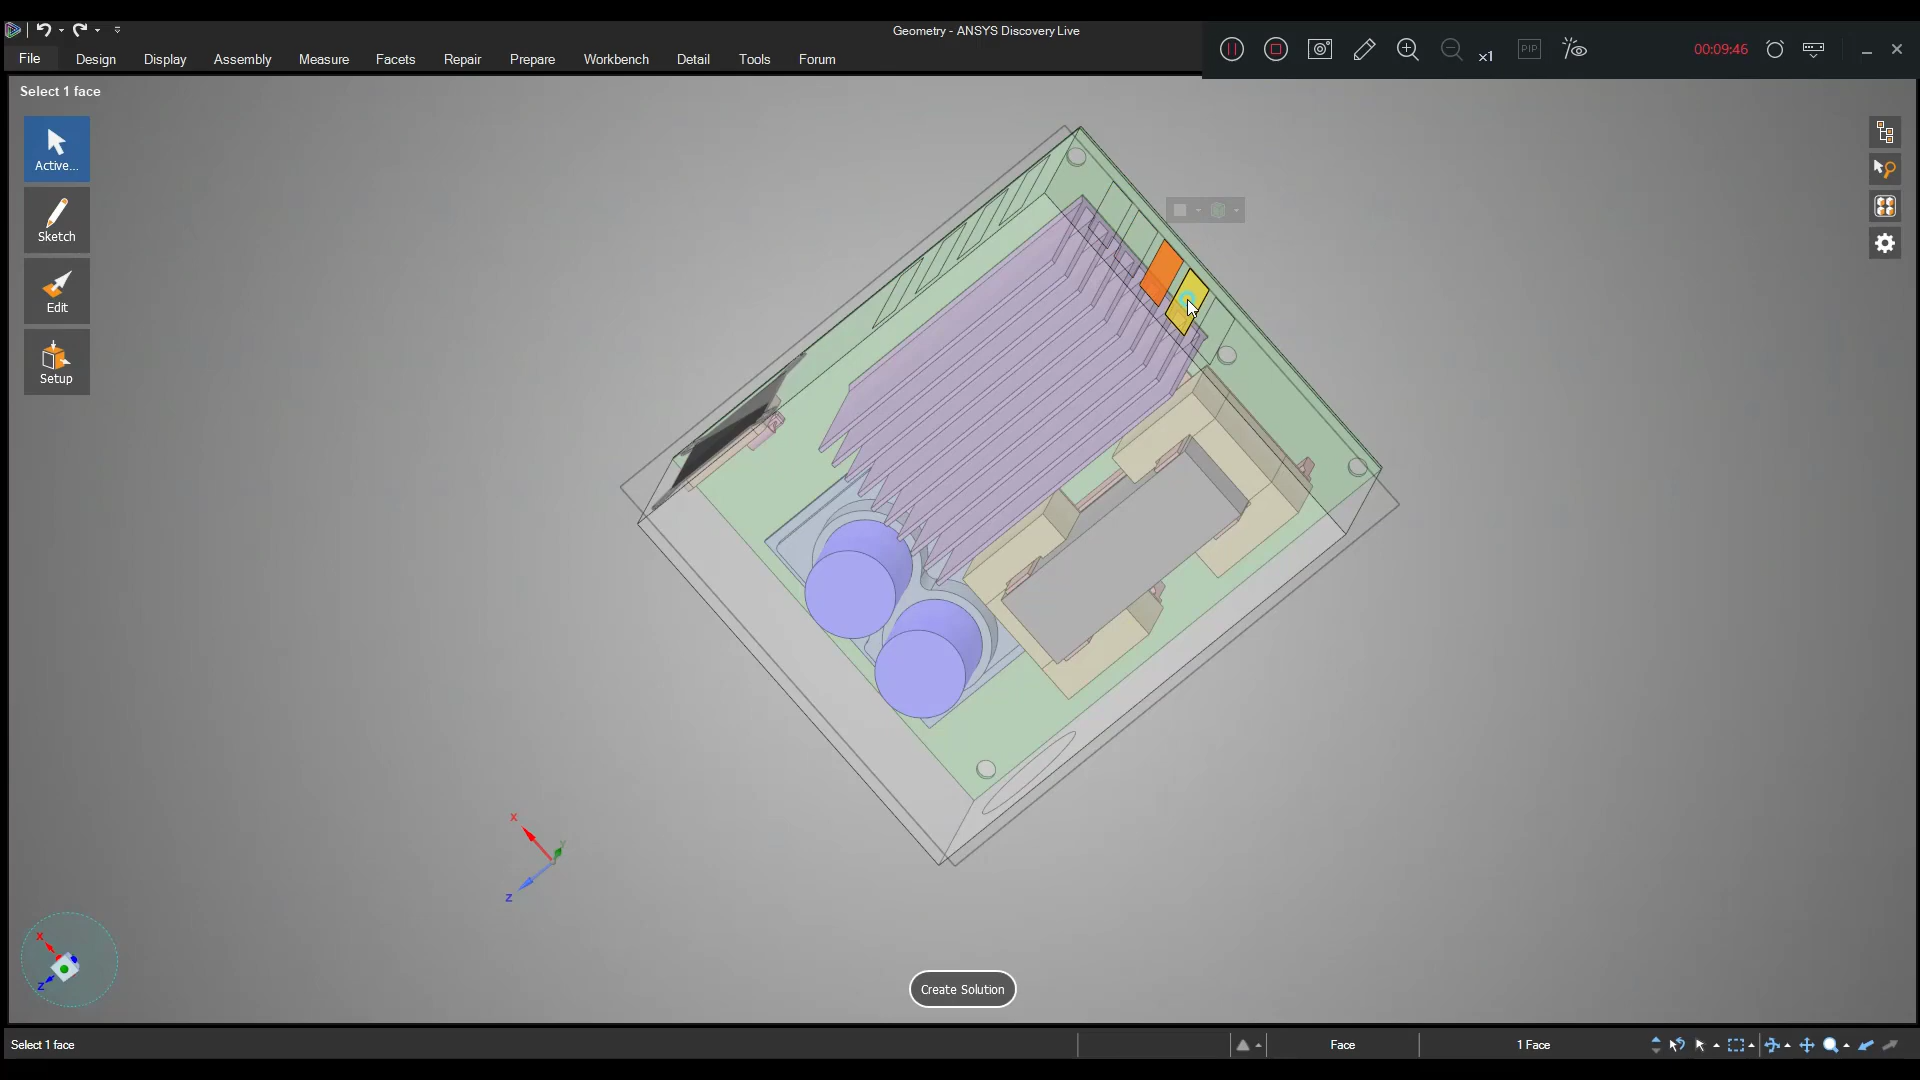 Geometry - ANSYS Discovery Live
File Design Display Assembly Measure Facets Repair Prepare Workbench Detail Tools Forum
x1 PIP 00:09:46
Select 1 face
Active...
Sketch
Edit
Setup
X
Y
Z
X
Z
Create Solution
Select 1 face Face 1 Face